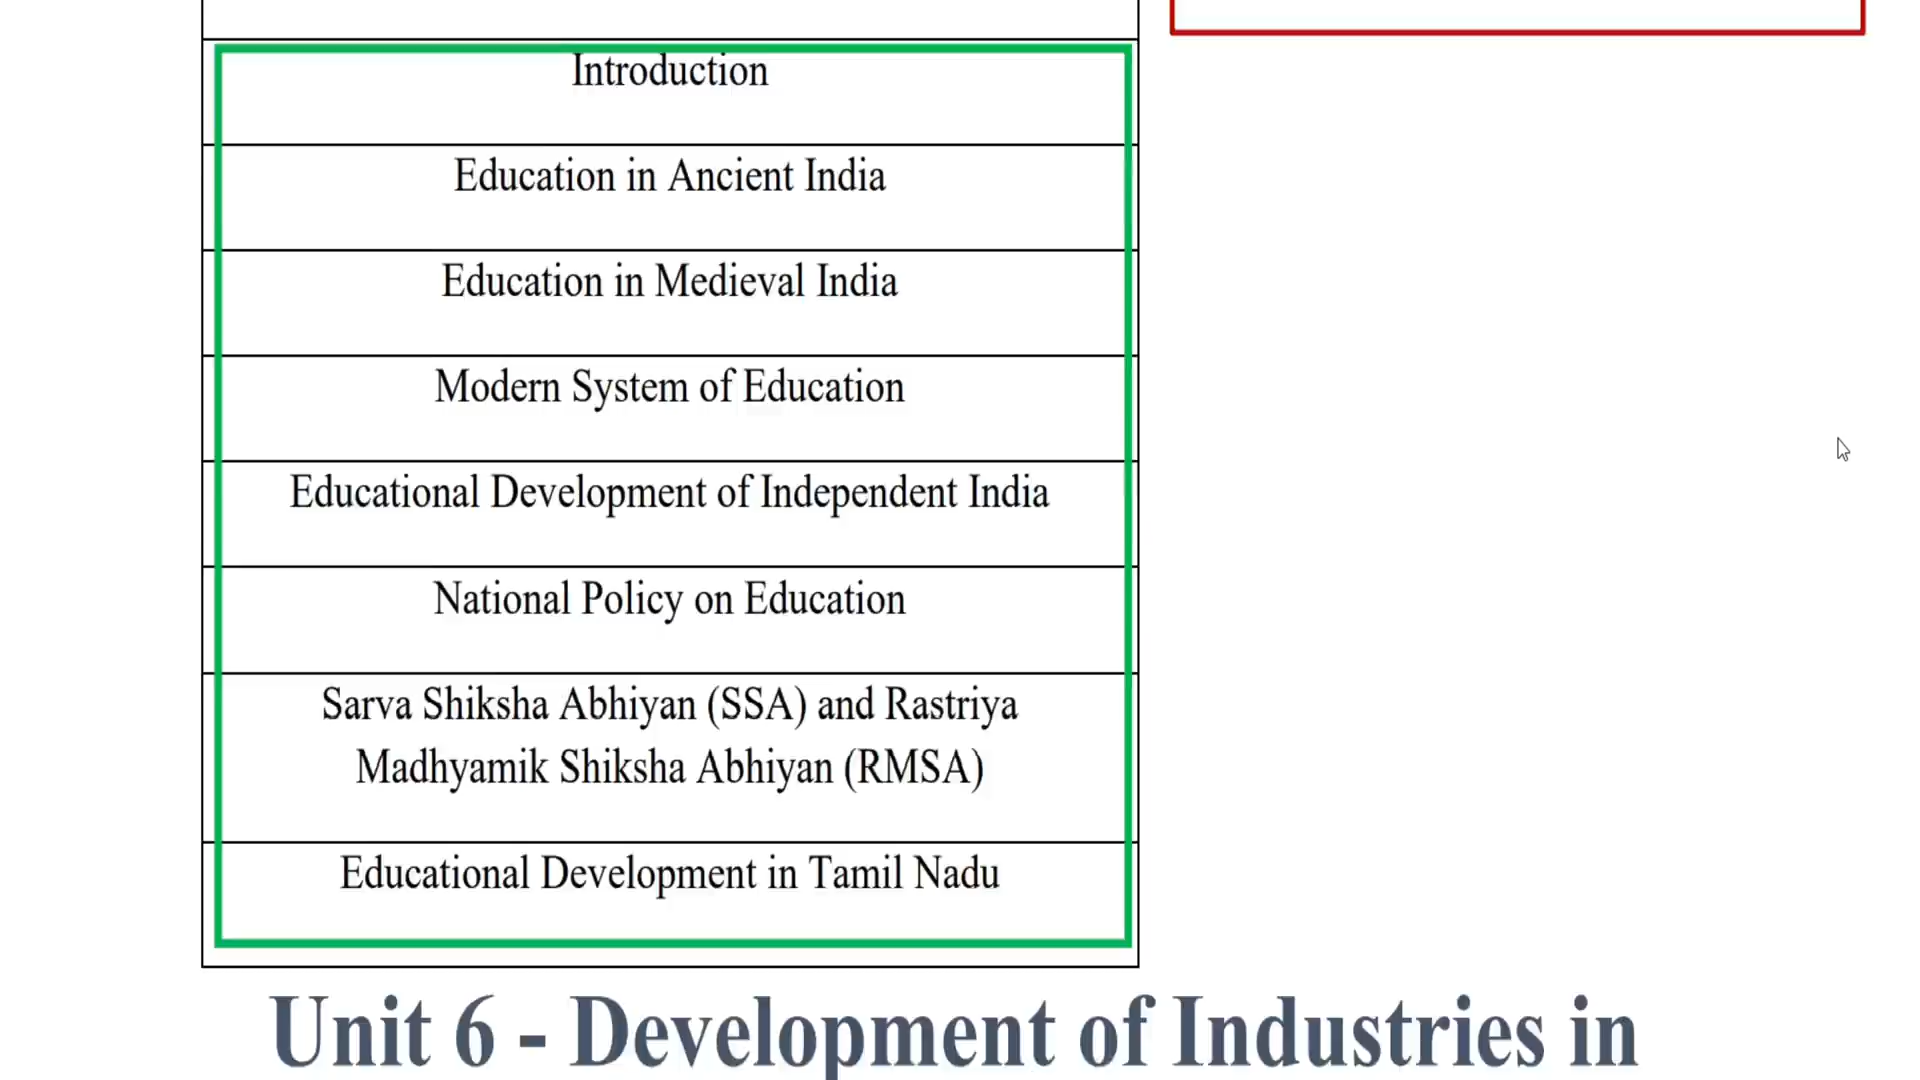 Introduction
Education in Ancient India
Education in Medieval India
Modern System of Education
Educational Development of Independent India
National Policy on Education
Sarva Shiksha Abhiyan (SSA) and Rastriya
Madhyamik Shiksha Abhiyan (RMSA)
Educational Development in Tamil Nadu
Unit 6 - Development of Industries in